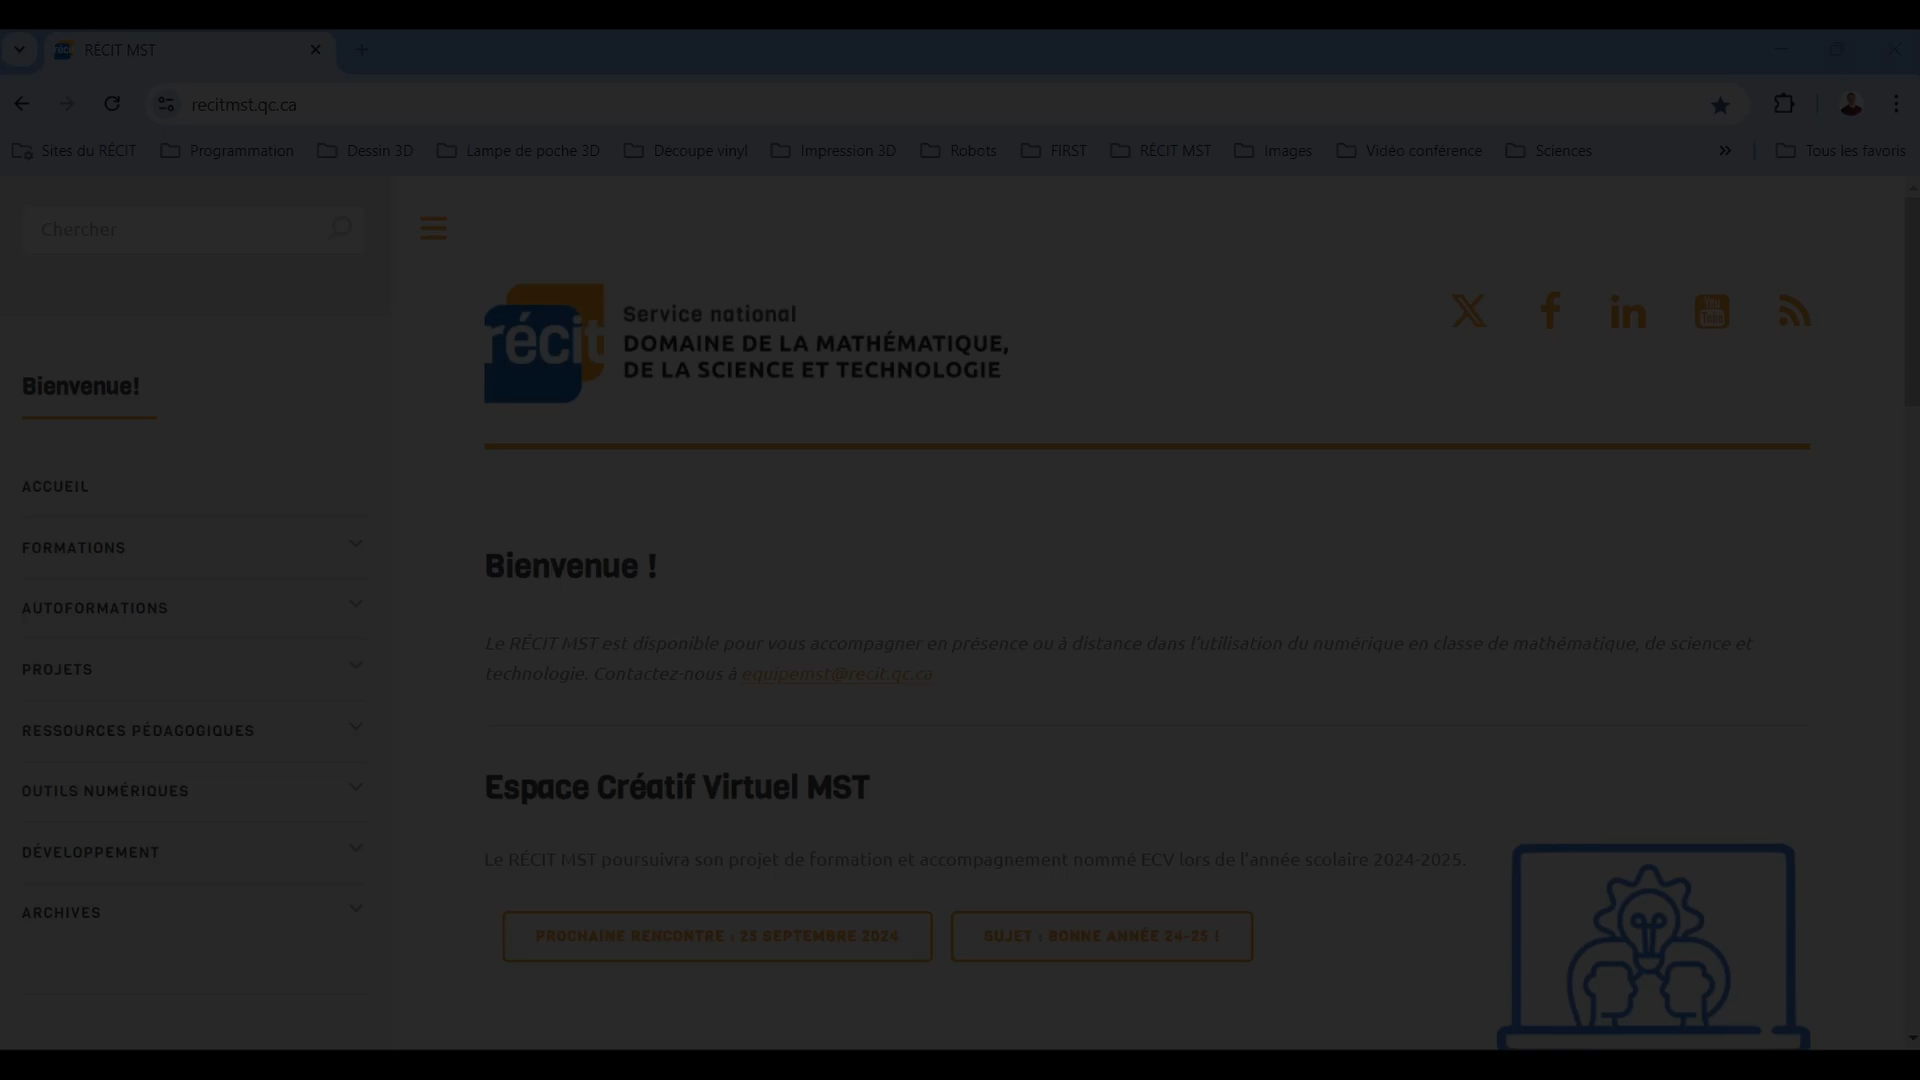 RÉCIT MST
recitmst.qc.ca
Sites du RÉCIT
Programmation
Dessin 3D
Lampe de poche 3D
Découpe vinyl
Impression 3D
Robots
FIRST
RÉCIT MST
Images
Vidéo conférence
Sciences
Tous les favoris
Chercher
récit
Service national
DOMAINE DE LA MATHÉMATIQUE,
DE LA SCIENCE ET TECHNOLOGIE
You
Tube
Bienvenue!
ACCUEIL
FORMATIONS
AUTOFORMATIONS
PROJETS
RESSOURCES PÉDAGOGIQUES
OUTILS NUMÉRIQUES
DÉVELOPPEMENT
ARCHIVES
Bienvenue !
Le RÉCIT MST est disponible pour vous accompagner en présence ou à distance dans l'utilisation du numérique en classe de mathématique, de science et
technologie. Contactez-nous à equipemst@recit.qc.ca
Espace Créatif Virtuel MST
Le RÉCIT MST poursuivra son projet de formation et accompagnement nommé ECV lors de l'année scolaire 2024-2025.
PROCHAINE RENCONTRE : 25 SEPTEMBRE 2024
SUJET : BONNE ANNÉE 24-25 !